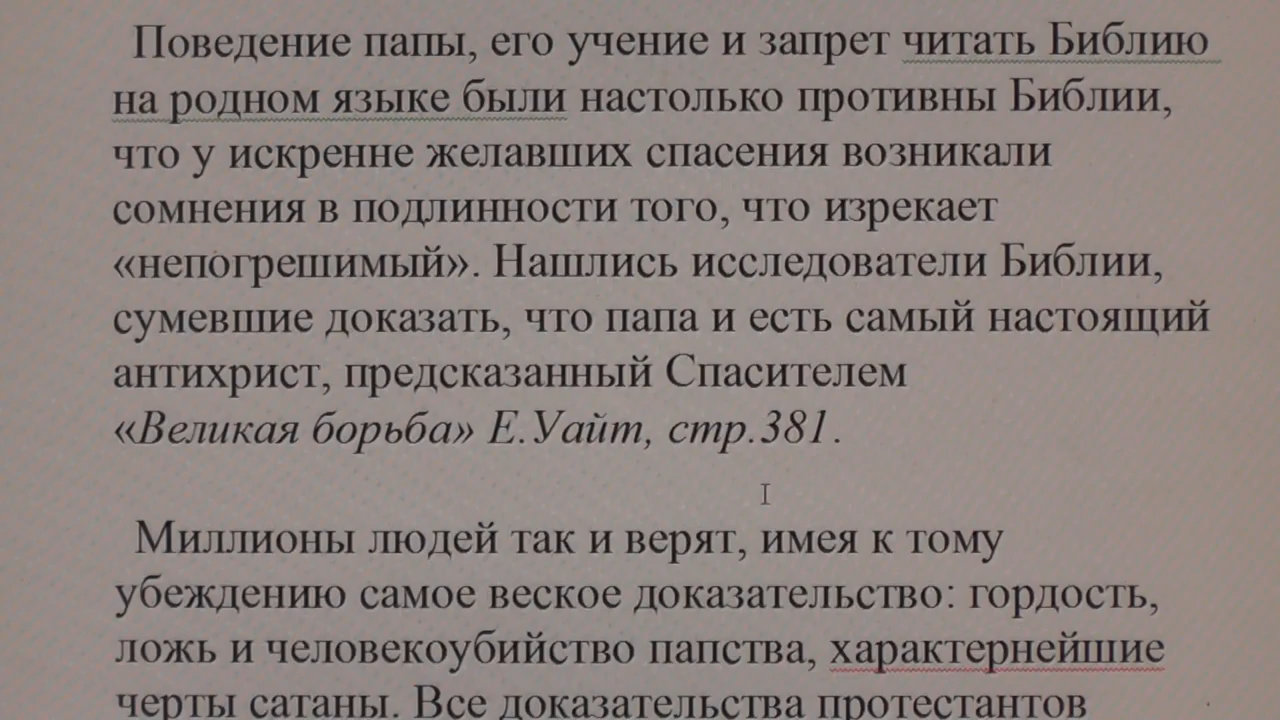 Поведение папы, его учение и запрет читать Библию
на родном языке были настолько противны Библии,
что у искренне желавших спасения возникали
сомнения в подлинности того, что изрекает
«непогрешимый». Нашлись исследователи Библии,
сумевшие доказать, что папа и есть самый настоящий
антихрист, предсказанный Спасителем
«Великая борьба» Е.Уайт, стр.381.
Миллионы людей так и верят, имея к тому
убеждению самое веское доказательство: гордость,
ложь и человекоубийство папства, характернейшие
черты сатаны. Все доказательства протестантов